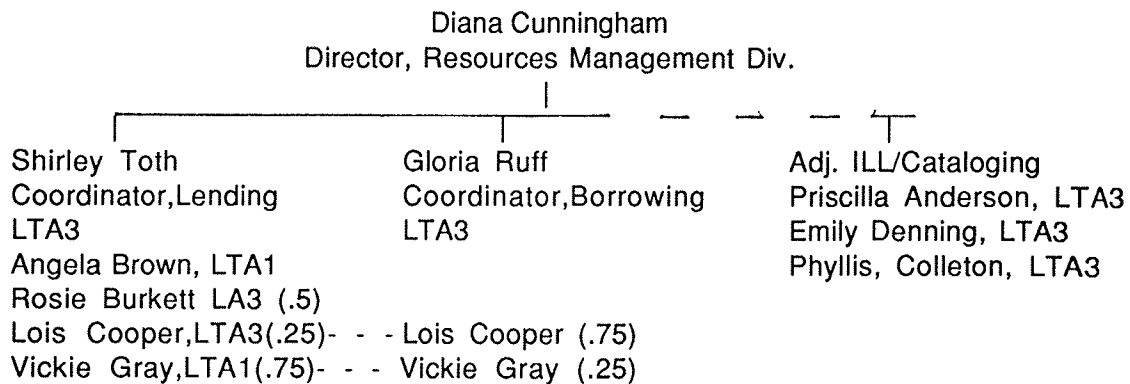 Diana Cunningham
Director, Resources Management Div.
Shirley Toth
Coordinator,Lending
LTA3
Angela Brown, LTA1
Rosie Burkett LA3 (.5)
Lois Cooper,LTA3(.25)- - - Lois Cooper (.75)
Vickie Gray,LTA1(.75)- - - Vickie Gray (.25)
Gloria Ruff
Coordinator,Borrowing
LTA3
Adj. ILL/Cataloging
Priscilla Anderson, LTA3
Emily Denning, LTA3
Phyllis, Colleton, LTA3